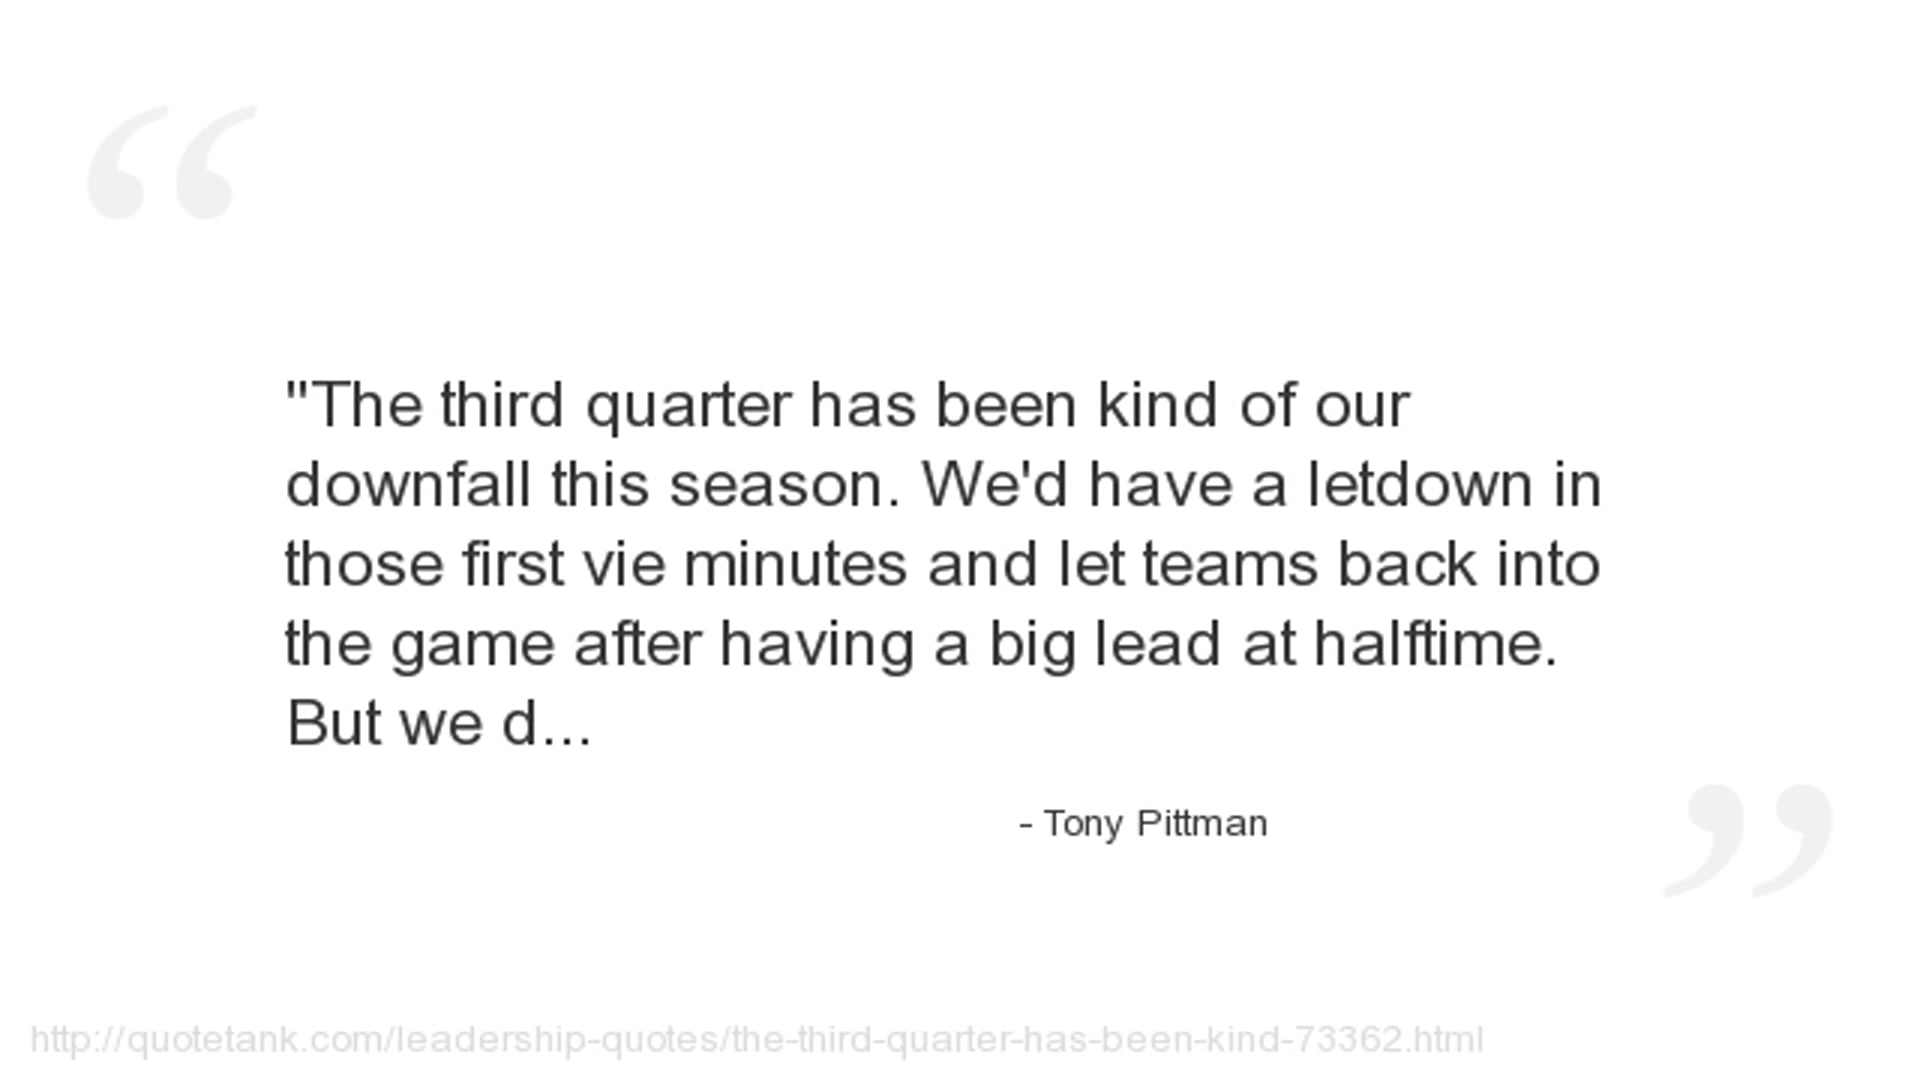 "The third quarter has been kind of our
downfall this season. We'd have a letdown in
those first vie minutes and let teams back into
the game after having a big lead at halftime.
But we d...
- Tony Pittman
http://quotetank.com/leadership-quotes/the-third-quarter-has-been-kind-73362.html